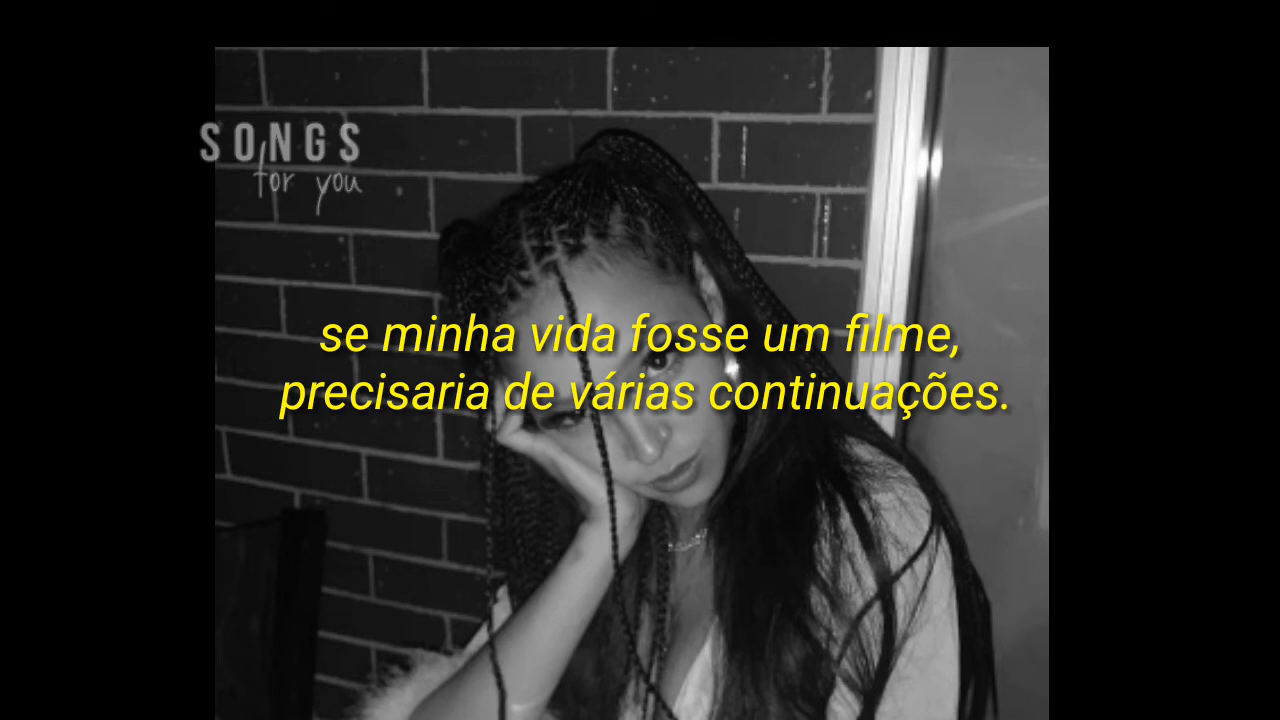 SONGS
for you
se minha vida fosse um filme,
precisaria de várias continuações.